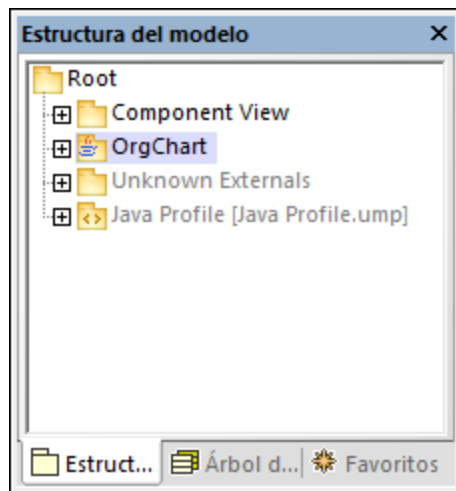 Estructura del modelo
Root
Component View
OrgChart
Unknown Externals
Java Profile [Java Profile.ump]
Estruct... Árbol d... Favoritos